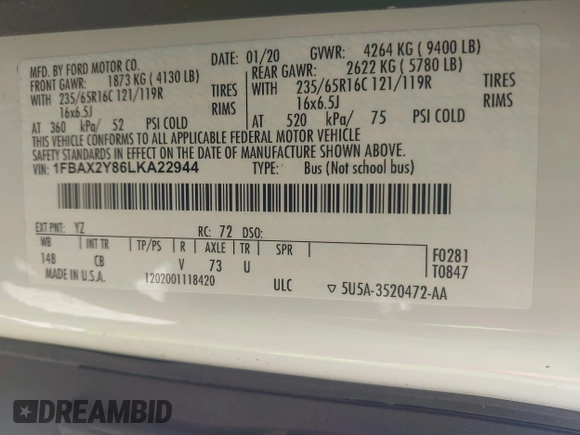 MFD. BY FORD MOTOR CO. DATE: 01/20 GVWR: 4264 KG ( 9400 LB)
FRONT GAWR: 1873 KG ( 4130 LB) REAR GAWR: 2622 KG ( 5780 LB)
WITH 235/65R16C 121/119R TIRES WITH 235/65R16C 121/119R TIRES
16x6.5J RIMS 16x6.5J RIMS
AT 360 kPa/ 52 PSI COLD AT 520 kPa/ 75 PSI COLD
THIS VEHICLE CONFORMS TO ALL APPLICABLE FEDERAL MOTOR VEHICLE
SAFETY STANDARDS IN EFFECT ON THE DATE OF MANUFACTURE SHOWN ABOVE.
VIN: 1FBAX2Y86LKA22944 TYPE: Bus (Not school bus)
EXT PNT: YZ RC: 72 DSO:
WB INT TR TP/PS R AXLE TR SPR F0281
148 CB V 73 U T0847
MADE IN U.S.A. 1202001118420 ULC ▽ 5U5A-3520472-AA
DREAMBID